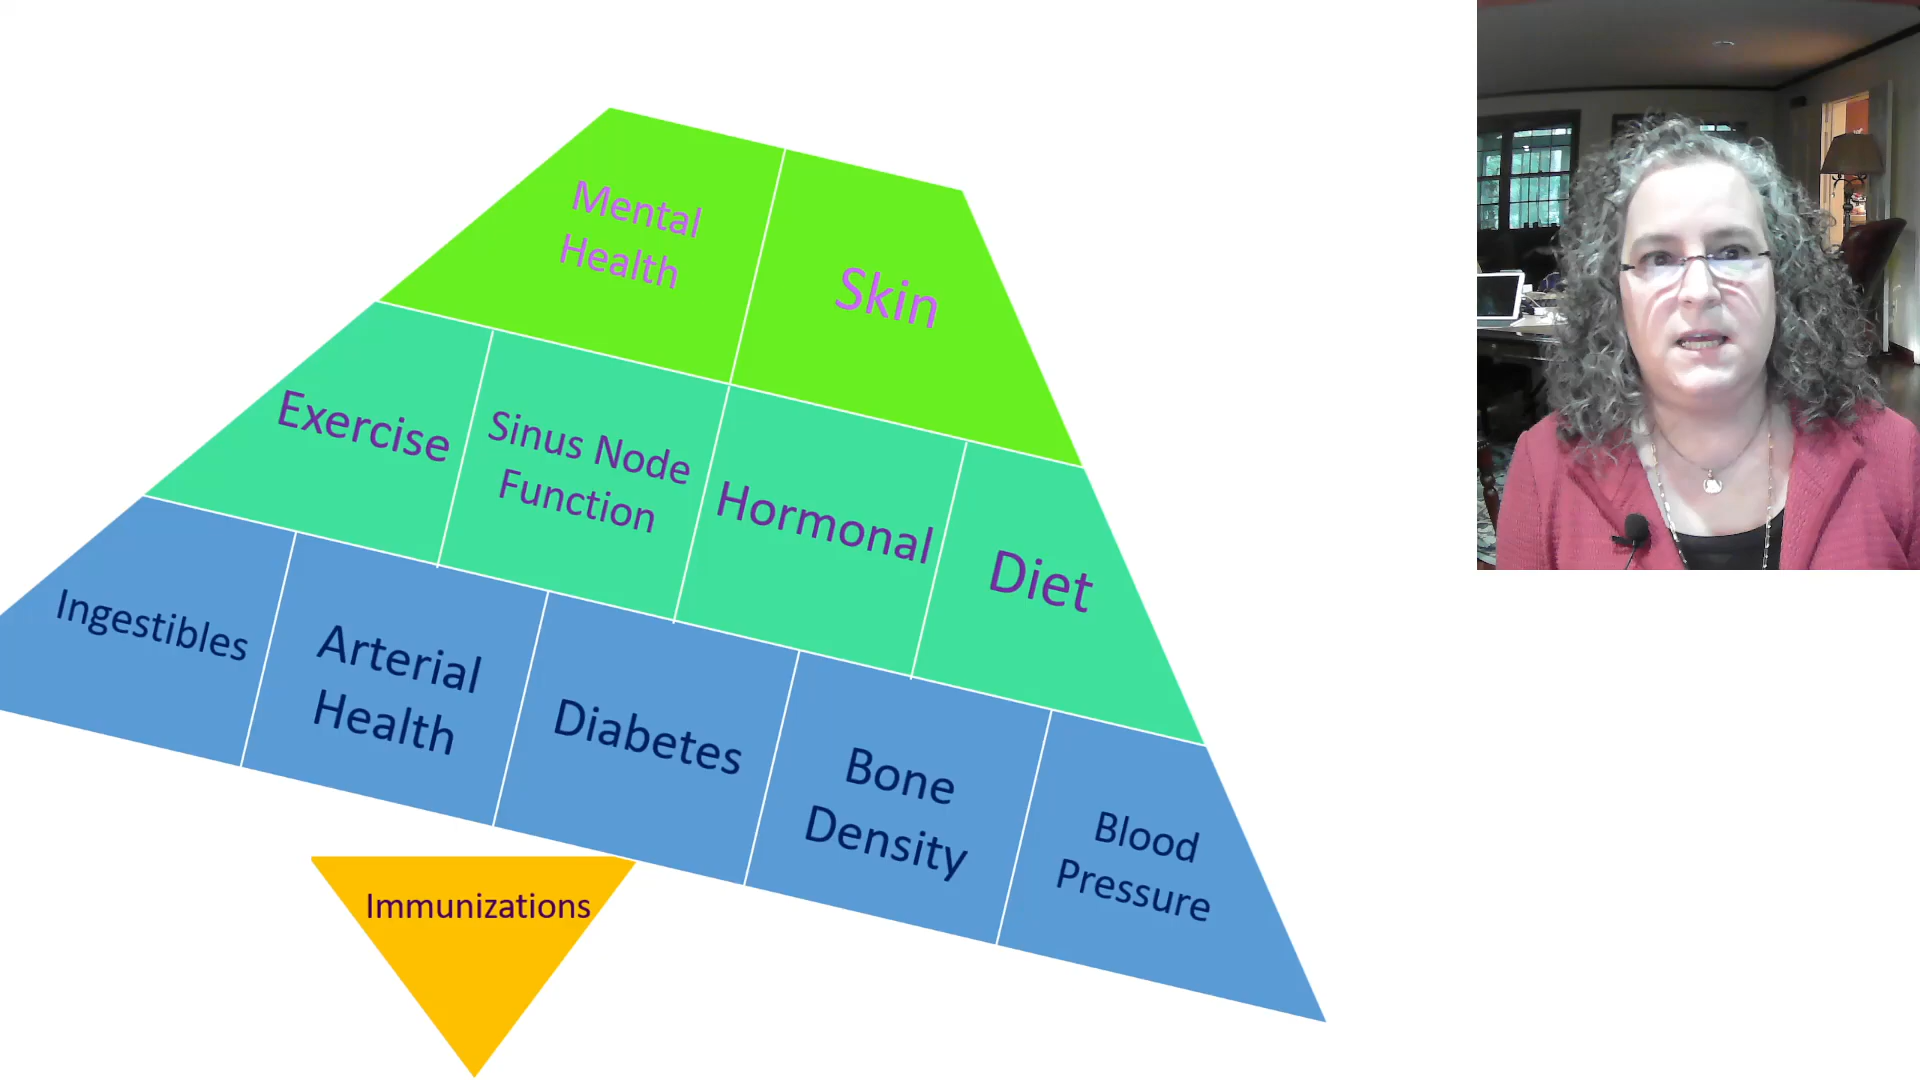 Mental
Health
Skin
Exercise
Sinus Node
Function
Hormonal
Diet
Ingestibles
Arterial
Health
Diabetes
Bone
Density
Blood
Pressure
Immunizations